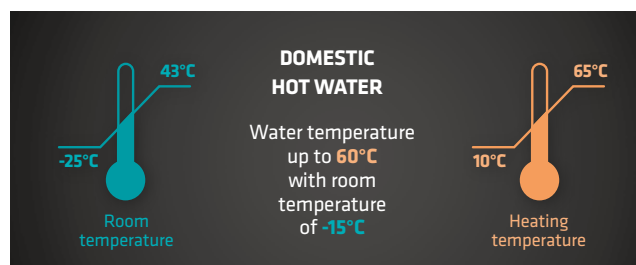 43°C
-25°C
Room
temperature
DOMESTIC
HOT WATER
Water temperature
up to 60°C
with room
temperature
of -15°C
65°C
10°C
Heating
temperature